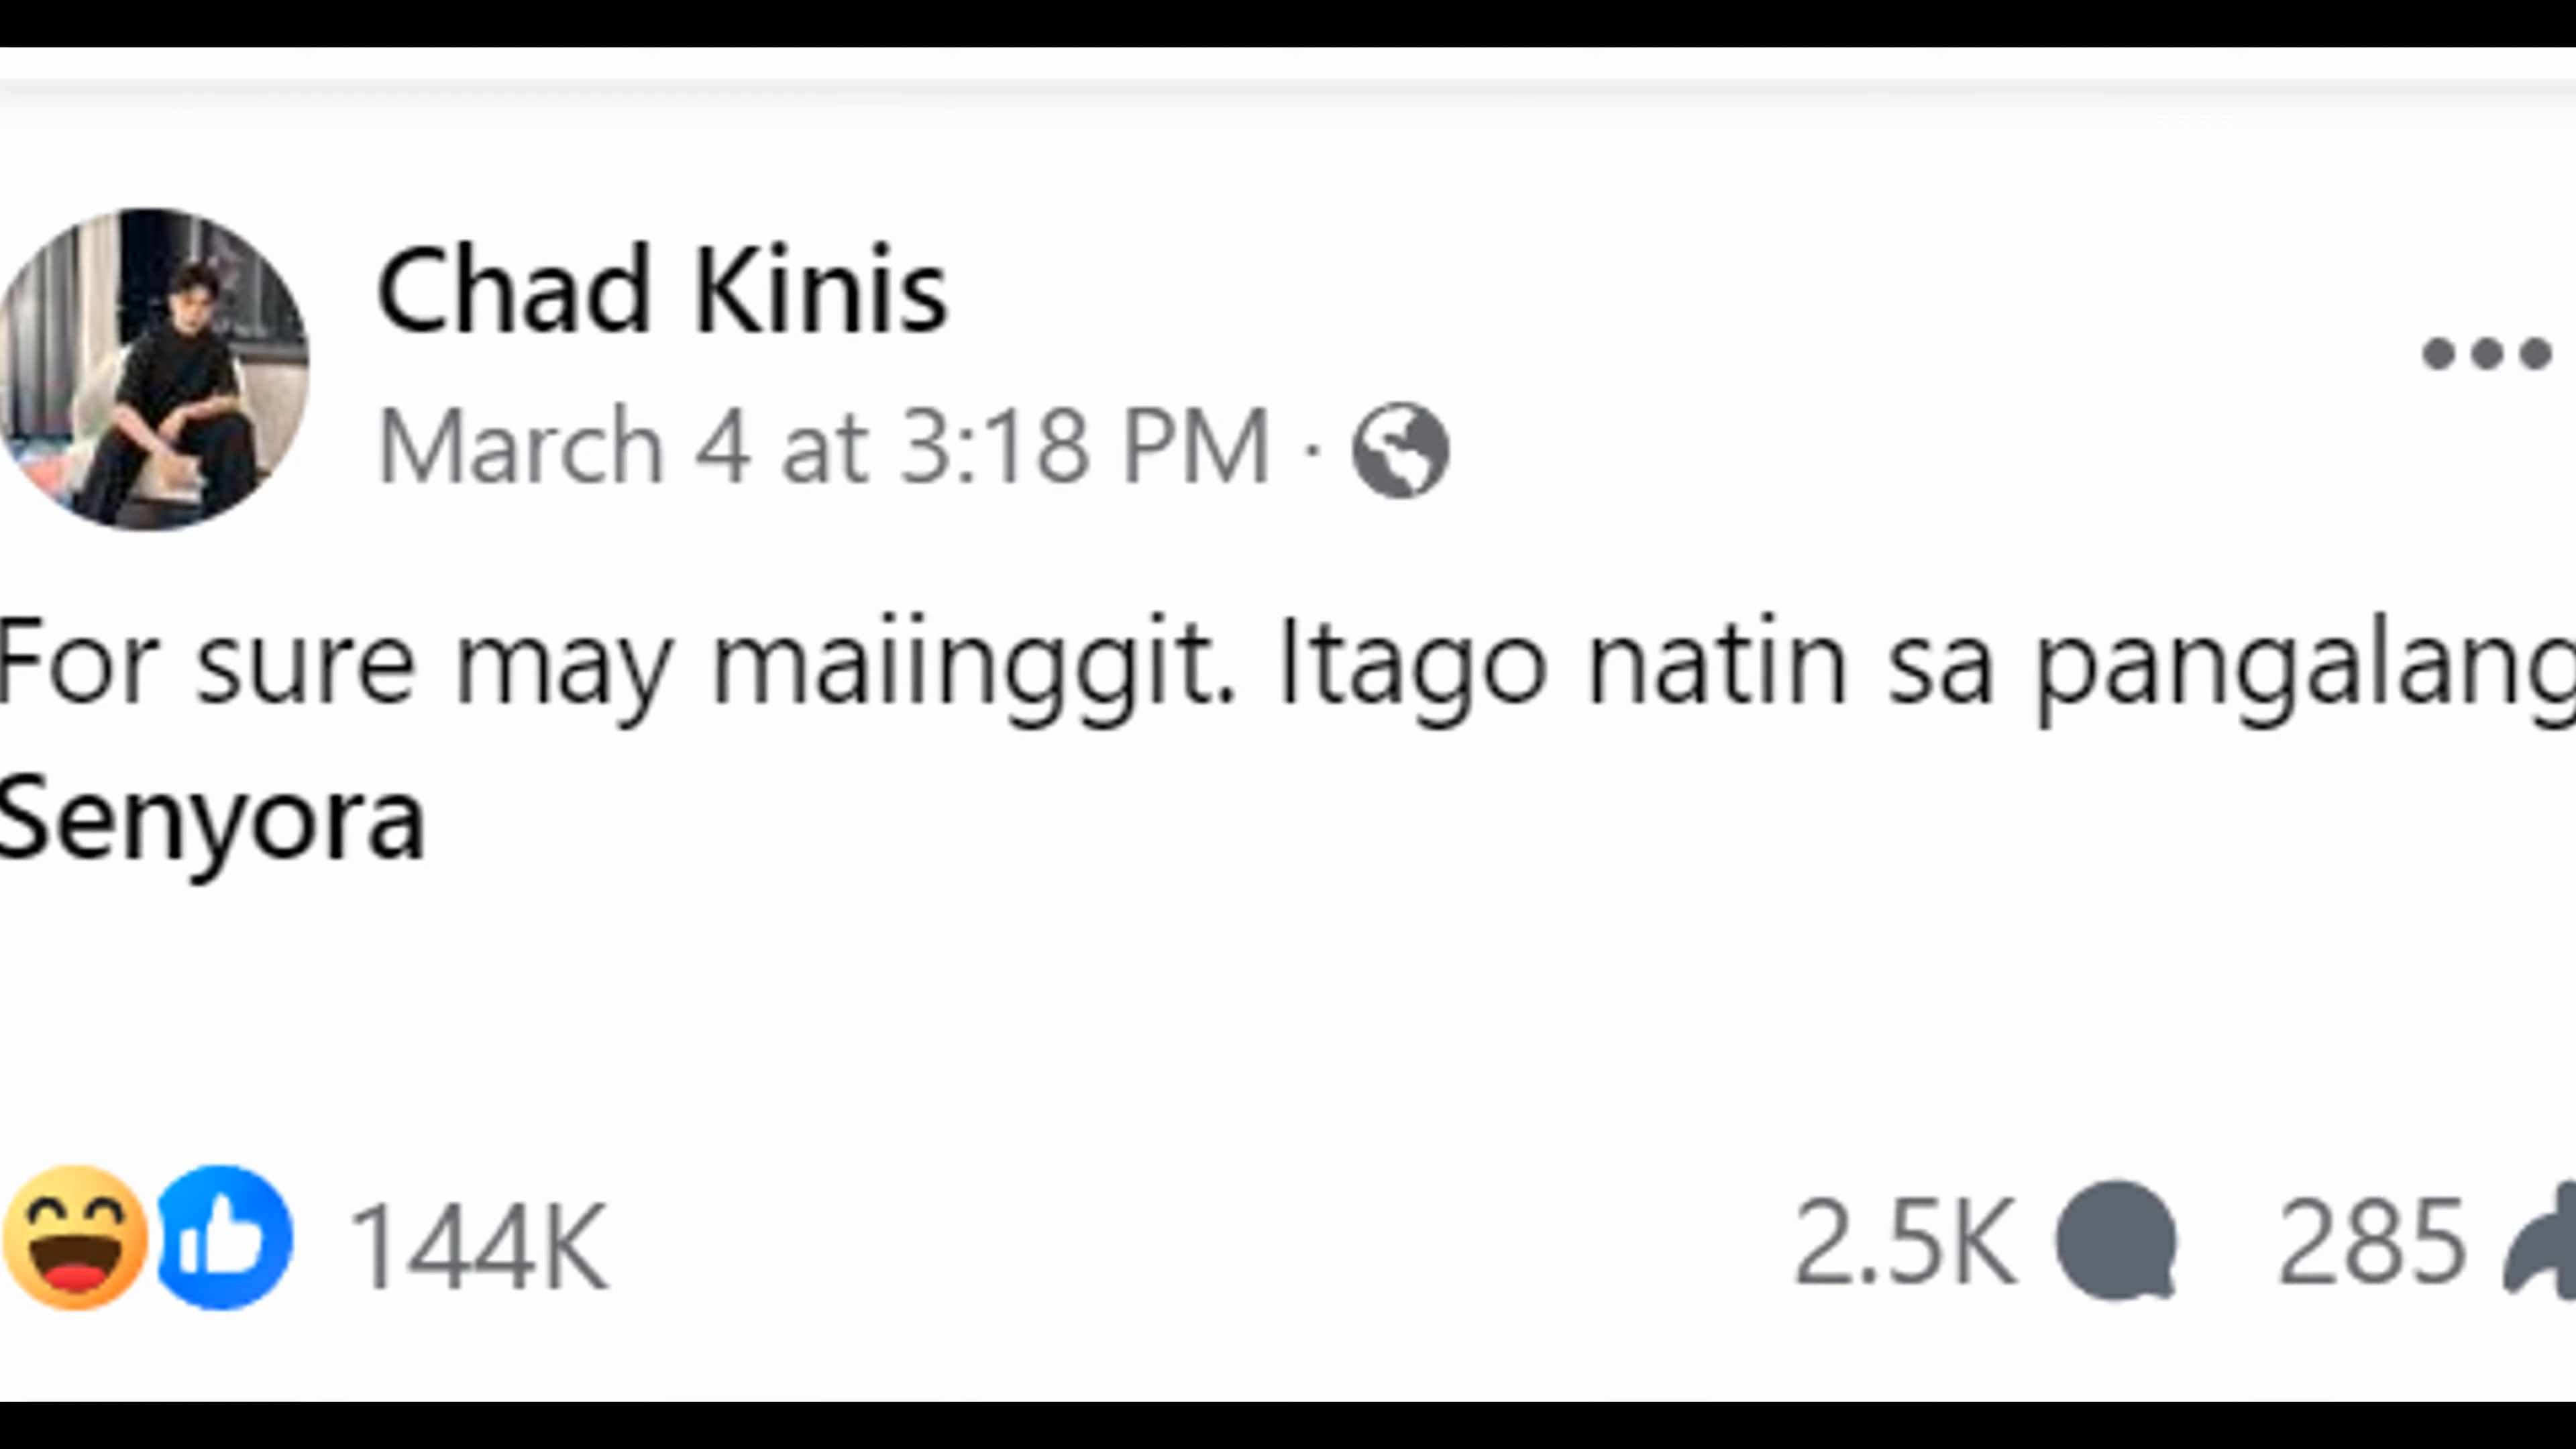 Chad Kinis
March 4 at 3:18 PM ·
For sure may maiinggit. Itago natin sa pangalang
Senyora
144K
2.5K 285